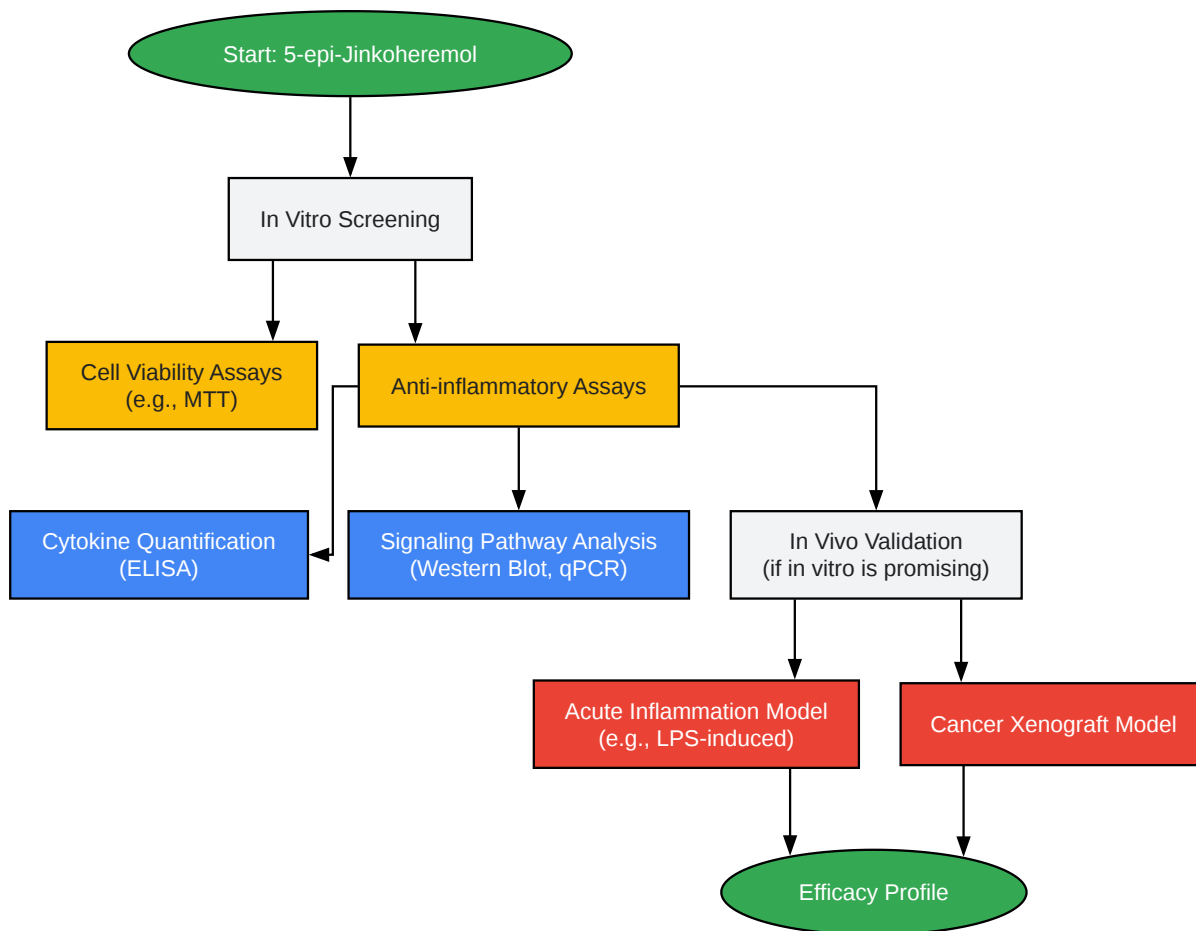 Start: 5-epi-Jinkoheremol
In Vitro Screening
Cell Viability Assays
(e.g., MTT)
Anti-inflammatory Assays
Cytokine Quantification
(ELISA)
Signaling Pathway Analysis
(Western Blot, qPCR)
In Vivo Validation
(if in vitro is promising)
Acute Inflammation Model
(e.g., LPS-induced)
Cancer Xenograft Model
Efficacy Profile